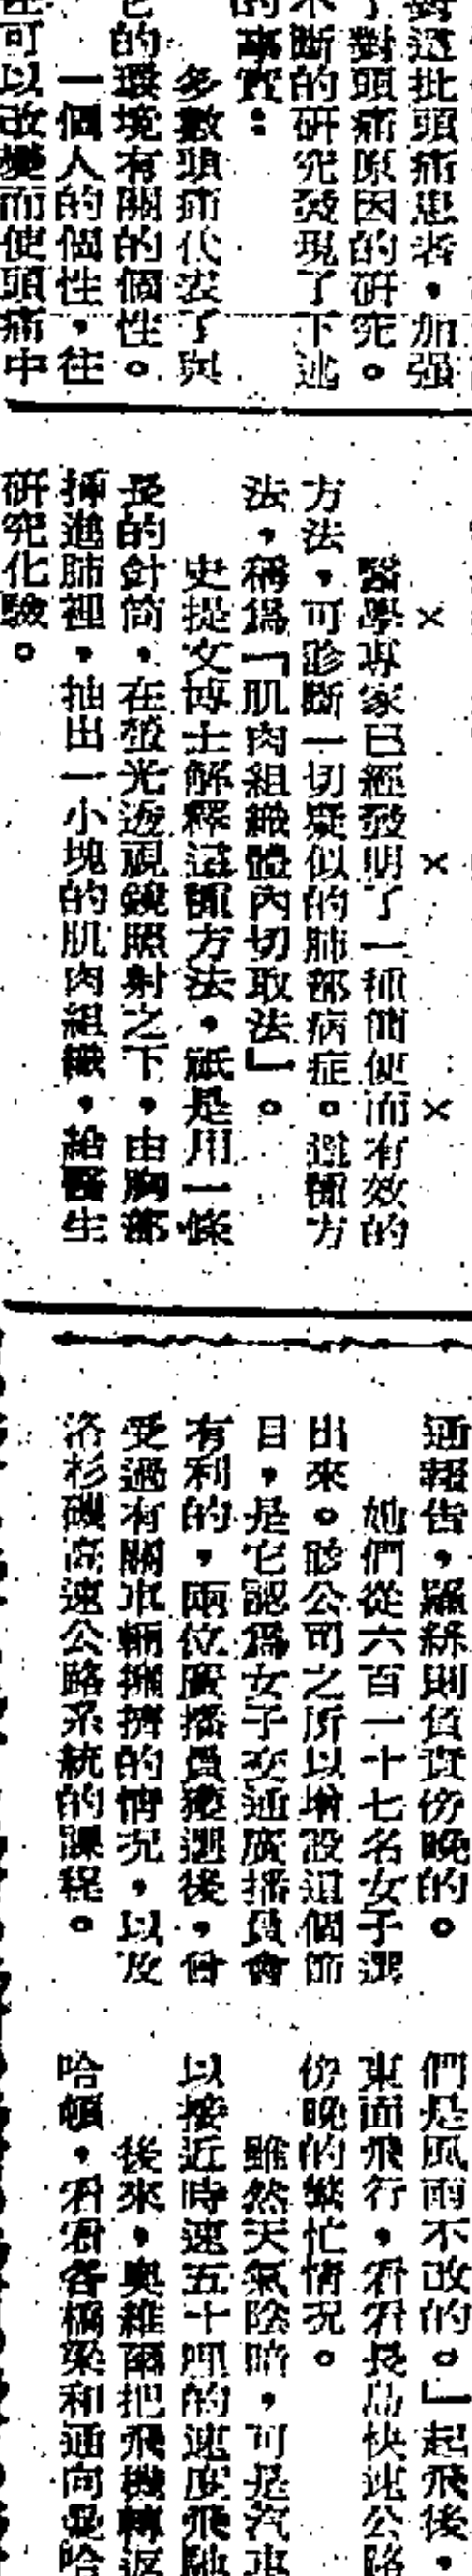 對這批頭痛患者，加强
了對頭痛原因的研究。
不斷的研究發現了下述
的事實：
多數頭痛代表了與
它的環境有關的個性。
一個人的個性，往
往可以改變而使頭痛中
× × ×
醫學專家已經發明了一種簡便而有效的
方法，可診斷一切疑似的肺部病症。這種方
法，稱爲「肌肉組織體內切取法」。
史提文博士解釋這種方法，祇是用一條
長的針筒，在螢光透視鏡照射之下，由胸部
揷進肺裡，抽出一小塊的肌肉組織，給醫生
研究化驗。
通報告，羅絲則負責傍晚的。
她們從六百一十七名女子選
出來。該公司之所以增設這個節
目，是它認爲女子交通廣播員會
有利的，兩位廣播員獲選後，曾
受過有關車輛擁擠的情況，以及
洛杉磯高速公路系統的課程。
們是風雨不改的。」起飛後，
東面飛行，看看長島快速公路
傍晚的繁忙情況。
雖然天氣陰暗，可是汽車
以接近時速五十哩的速度飛馳
後來，奧維爾把飛機轉返
哈頓，看看各橋梁和通向曼哈